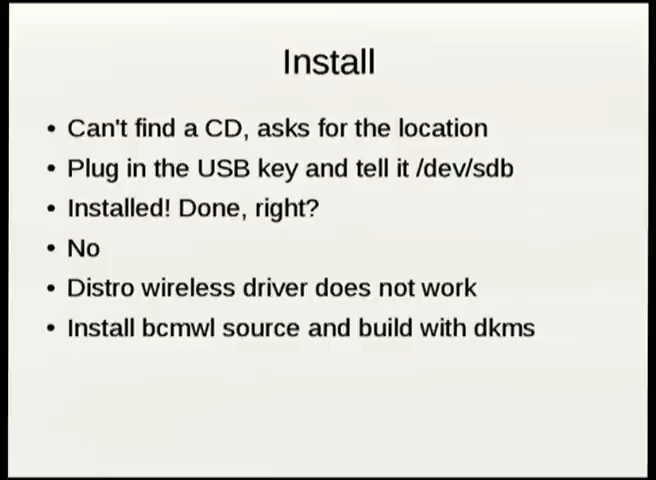 Install
• Can't find a CD, asks for the location
• Plug in the USB key and tell it /dev/sdb
• Installed! Done, right?
• No
• Distro wireless driver does not work
• Install bcmwl source and build with dkms